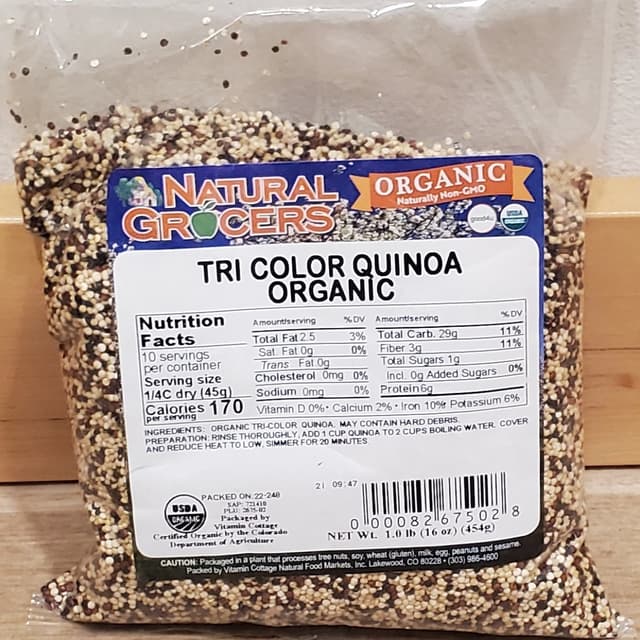 NATURAL
GROCERS
ORGANIC
Naturally Non-GMO
USDA
ORGANIC
TRI COLOR QUINOA
ORGANIC
Nutrition
Facts
10 servings
per container
Serving size
1/4C dry (45g)
Calories 170
per serving
Amount/serving %DV
Total Fat 2.5 3%
Sat. Fat 0g 0%
Trans Fat.0g
Cholesterol 0mg 0%
Sodium 0mg 0%
Amount/serving %DV
Total Carb. 29g 11%
Fiber 3g 11%
Total Sugars 1g
Incl. 0g Added Sugars 0%
Protein 6g
Vitamin D 0% • Calcium 2% • Iron 10% Potassium 6%
INGREDIENTS: ORGANIC TRI-COLOR QUINOA. MAY CONTAIN HARD DEBRIS.
PREPARATION: RINSE THOROUGHLY, ADD 1 CUP QUINOA TO 2 CUPS BOILING WATER. COVER
AND REDUCE HEAT TO LOW, SIMMER FOR 20 MINUTES
21 09:47
USDA
ORGANIC
PACKED ON: 22-248
Packaged by
Vitamin Cottage
Certified Organic by the Colorado
Department of Agriculture
0 00082 67502 8
NET Wt. 1.0 lb (16 oz) (454g)
CAUTION: Packaged in a plant that processes tree nuts, soy, wheat (gluten), milk, egg, peanuts and sesame.
Packed by Vitamin Cottage Natural Food Markets, Inc. Lakewood, CO 80228 • (303) 986-4600